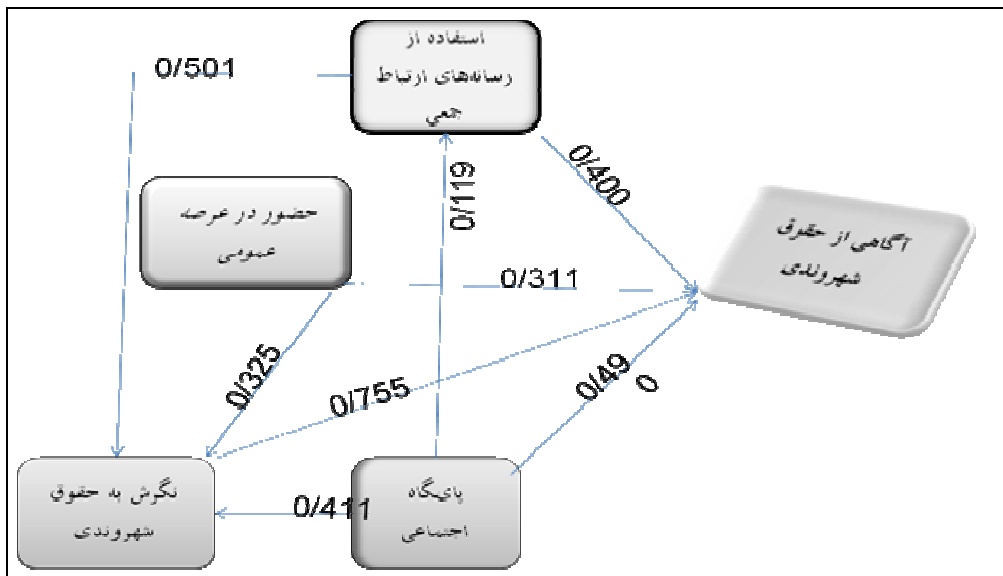 استفاده از
رسانه‌های ارتباط
جمعی
0/501
0/119
0/400
حضور در عرصه
عمومی
آگاهی از حقوق
شهروندی
0/311
0/325
0/755
0/49
0
نگرش به حقوق
شهروندی
0/411
پایگاه
اجتماعی